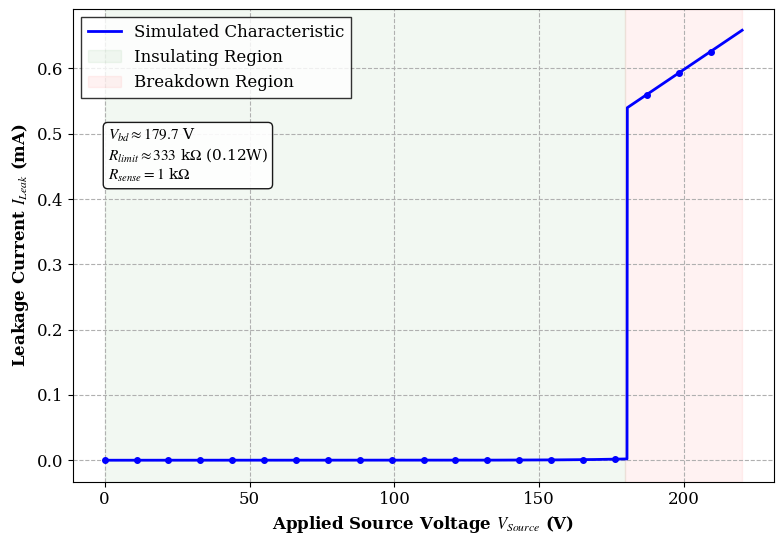 Simulated Characteristic
Insulating Region
Breakdown Region
V_bd ≈ 179.7 V
R_limit ≈ 333 kΩ (0.12W)
R_sense = 1 kΩ
Leakage Current I_Leak (mA)
0.6
0.5
0.4
0.3
0.2
0.1
0.0
0 50 100 150 200
Applied Source Voltage V_Source (V)